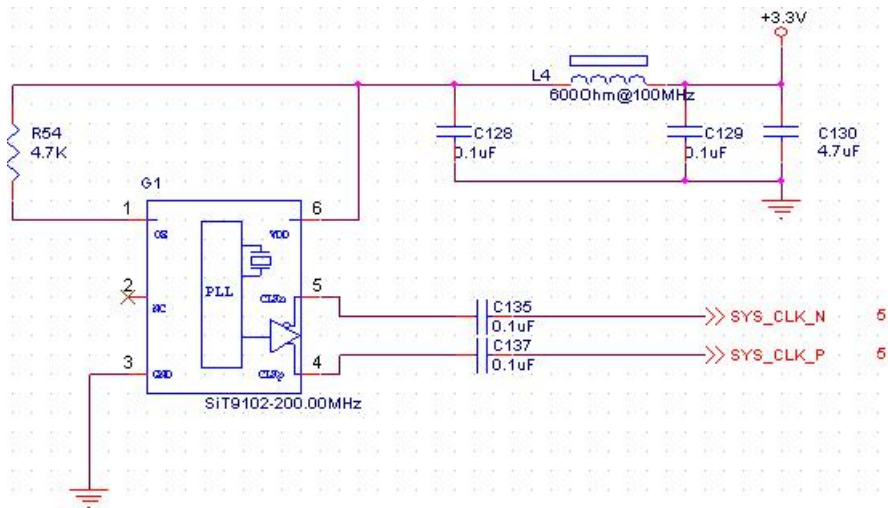 +3.3V
L4
600Ohm@100MHz
R54
4.7K
C128
0.1uF
C129
0.1uF
C130
4.7uF
G1
1
6
OE
VDD
2
NC
PLL
CLKn
5
C135
0.1uF
SYS_CLK_N
5
C137
0.1uF
SYS_CLK_P
5
3
GND
CLKp
4
SiT9102-200.00MHz